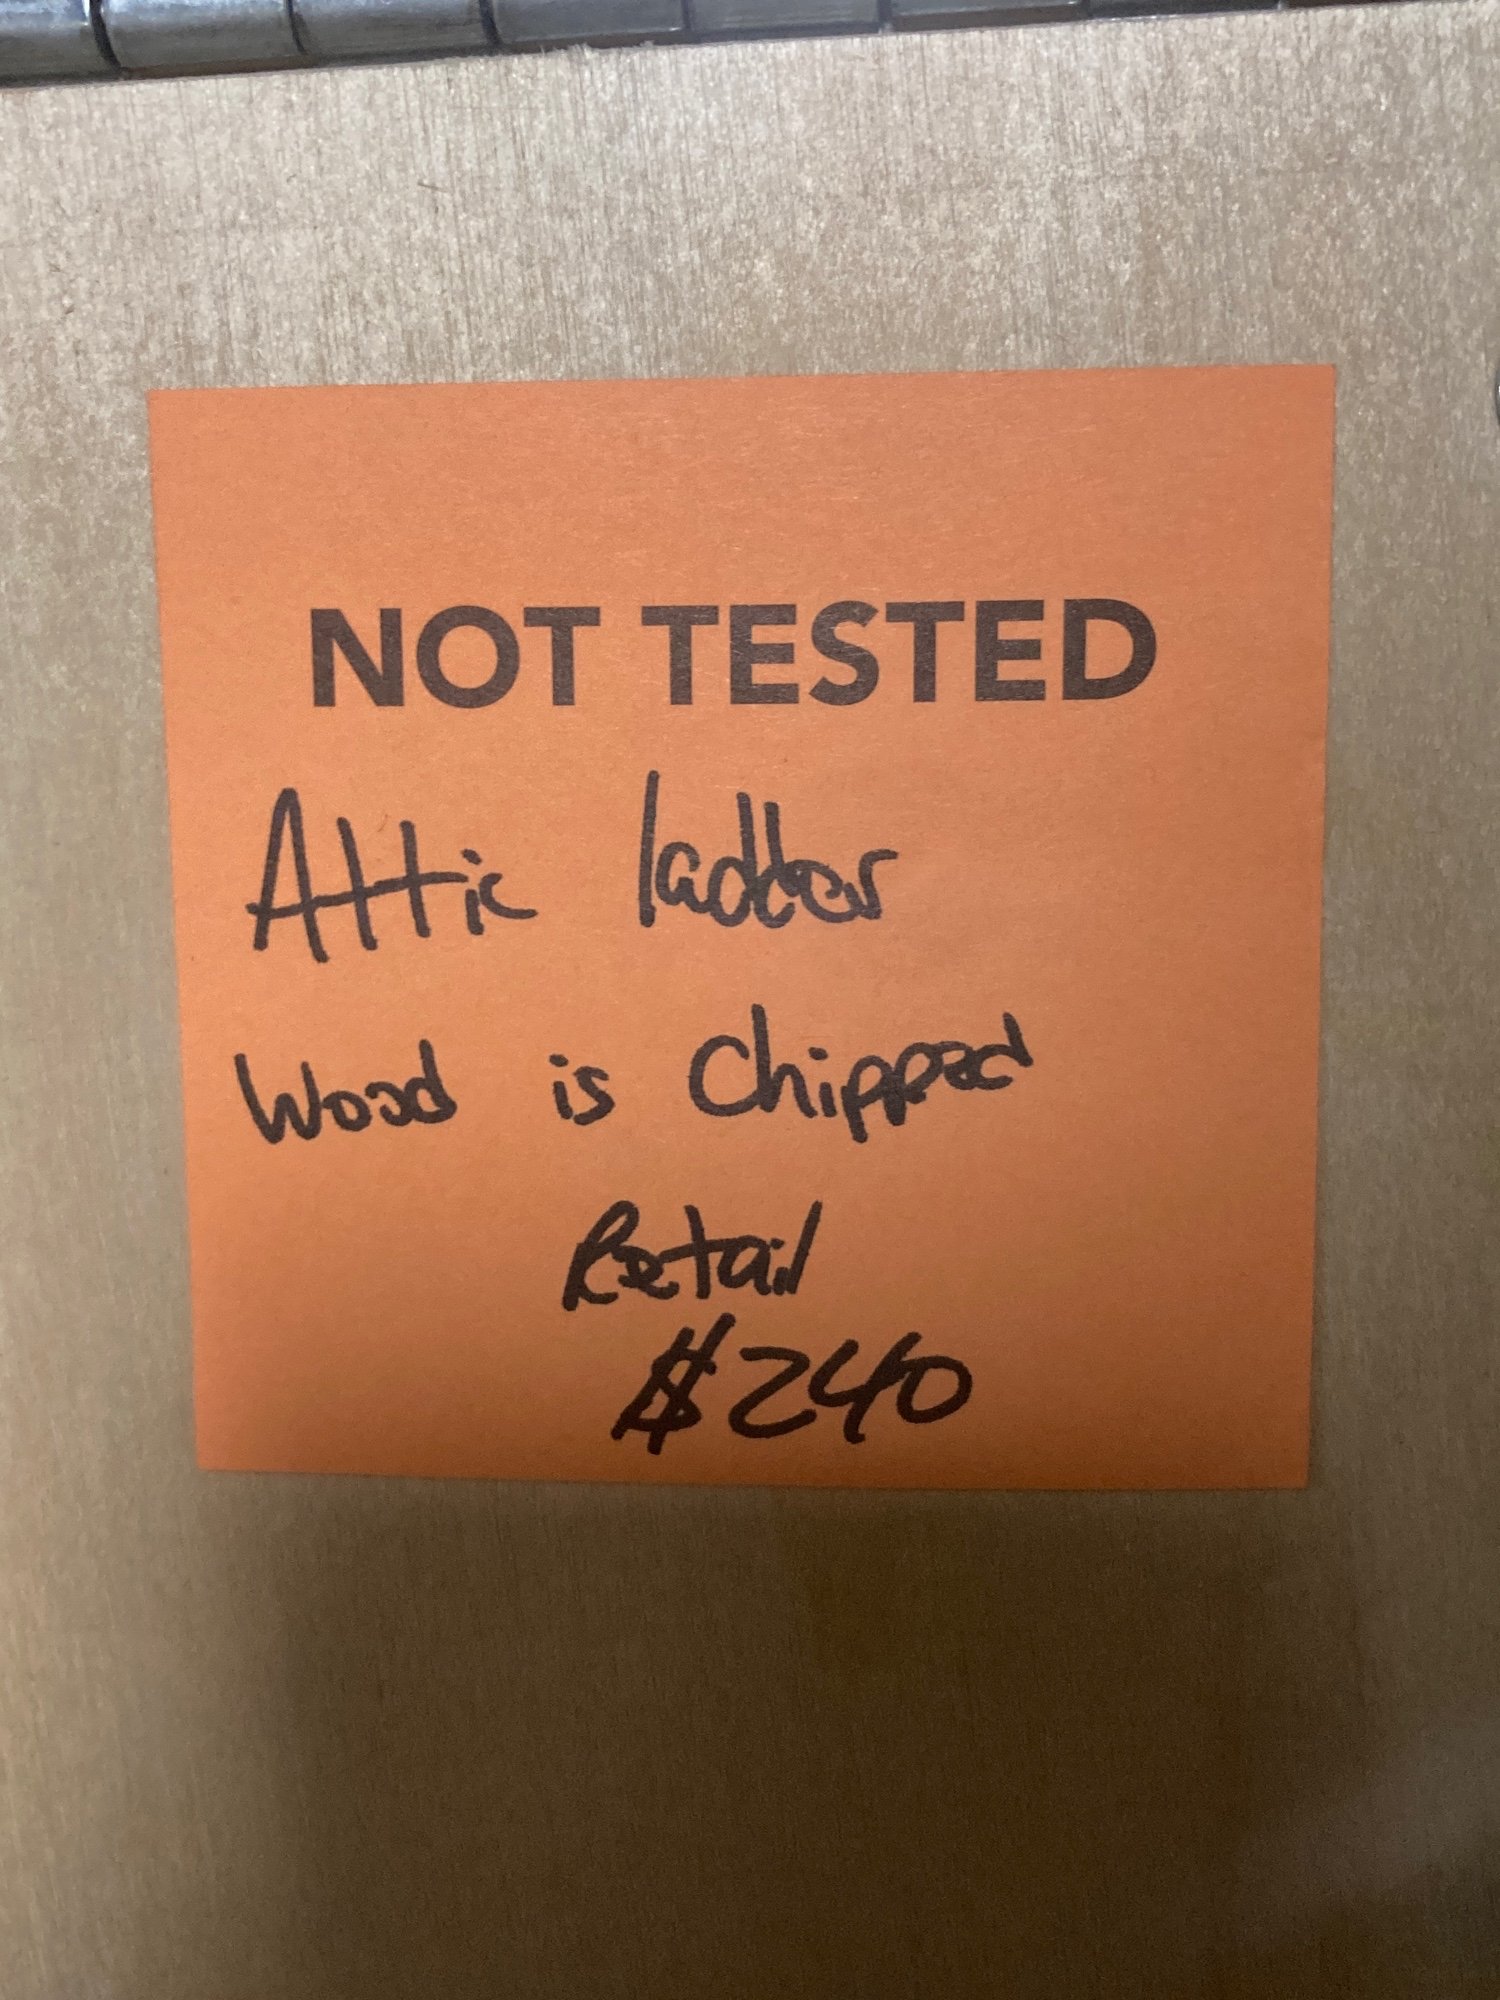 NOT TESTED
Attic ladder
Wood is Chipped
Retail
$240